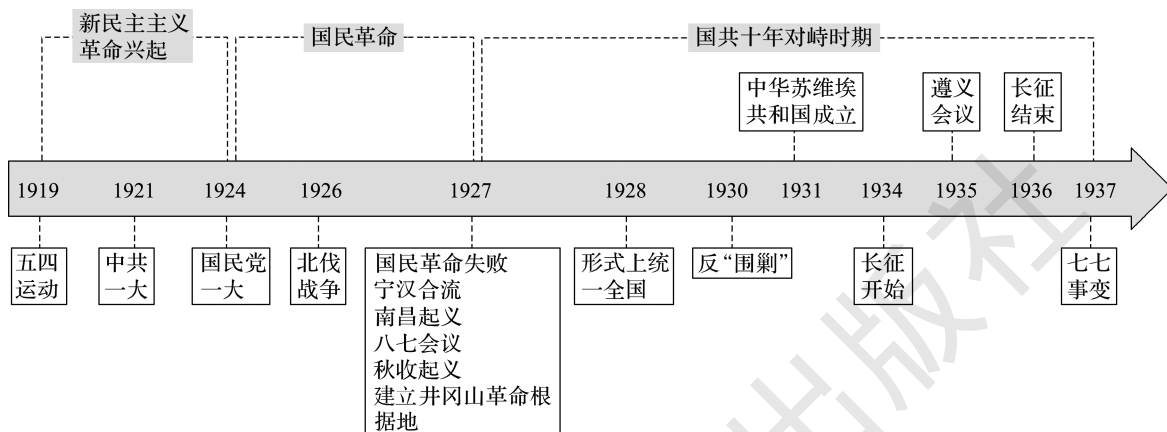 新民主主义
革命兴起
国民革命
国共十年对峙时期
中华苏维埃
共和国成立
遵义
会议
长征
结束
1919
1921
1924
1926
1927
1928
1930
1931
1934
1935
1936
1937
五四
运动
中共
一大
国民党
一大
北伐
战争
国民革命失败
宁汉合流
南昌起义
八七会议
秋收起义
建立井冈山革命根
据地
形式上统
一全国
反“围剿”
长征
开始
七七
事变
出版社